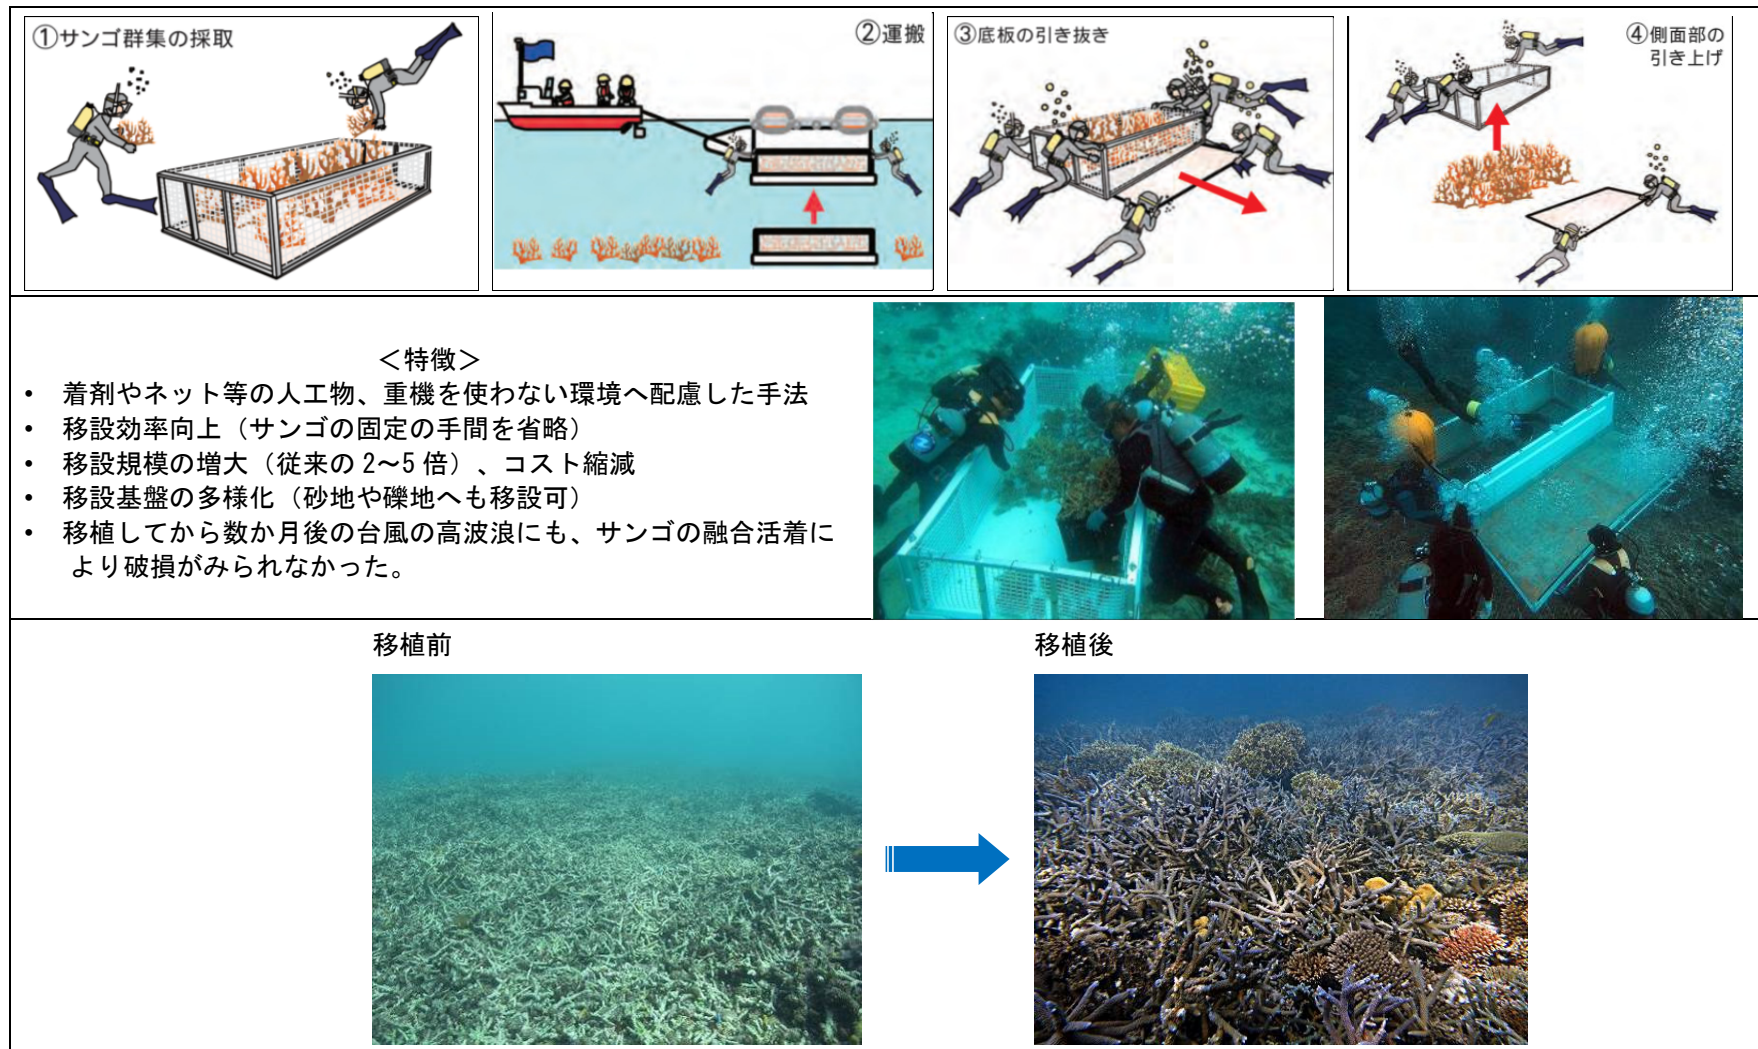 ①サンゴ群集の採取
②運搬
③底板の引き抜き
④側面部の
引き上げ
＜特徴＞
• 着剤やネット等の人工物、重機を使わない環境へ配慮した手法
• 移設効率向上（サンゴの固定の手間を省略）
• 移設規模の増大（従来の2～5倍）、コスト縮減
• 移設基盤の多様化（砂地や礫地へも移設可）
• 移植してから数か月後の台風の高波浪にも、サンゴの融合活着に
より破損がみられなかった。
移植前
移植後